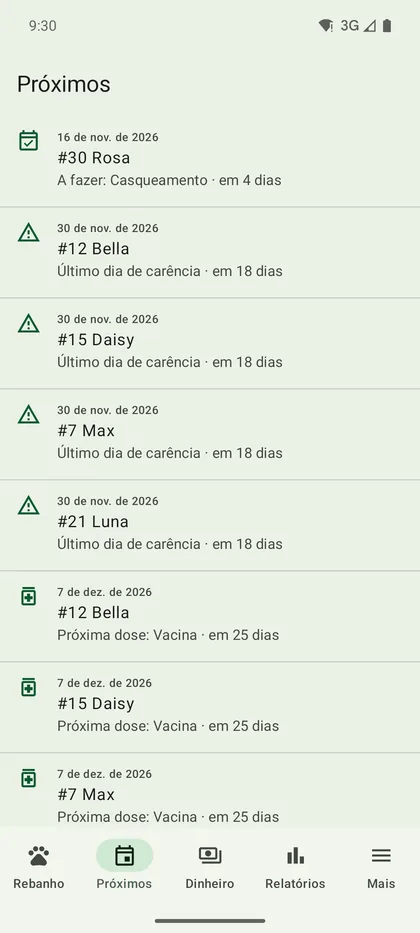 9:30
3G
Próximos
16 de nov. de 2026
#30 Rosa
A fazer: Casqueamento · em 4 dias
30 de nov. de 2026
#12 Bella
Último dia de carência · em 18 dias
30 de nov. de 2026
#15 Daisy
Último dia de carência · em 18 dias
30 de nov. de 2026
#7 Max
Último dia de carência · em 18 dias
30 de nov. de 2026
#21 Luna
Último dia de carência · em 18 dias
7 de dez. de 2026
#12 Bella
Próxima dose: Vacina · em 25 dias
7 de dez. de 2026
#15 Daisy
Próxima dose: Vacina · em 25 dias
7 de dez. de 2026
#7 Max
Próxima dose: Vacina · em 25 dias
Rebanho
Próximos
Dinheiro
Relatórios
Mais